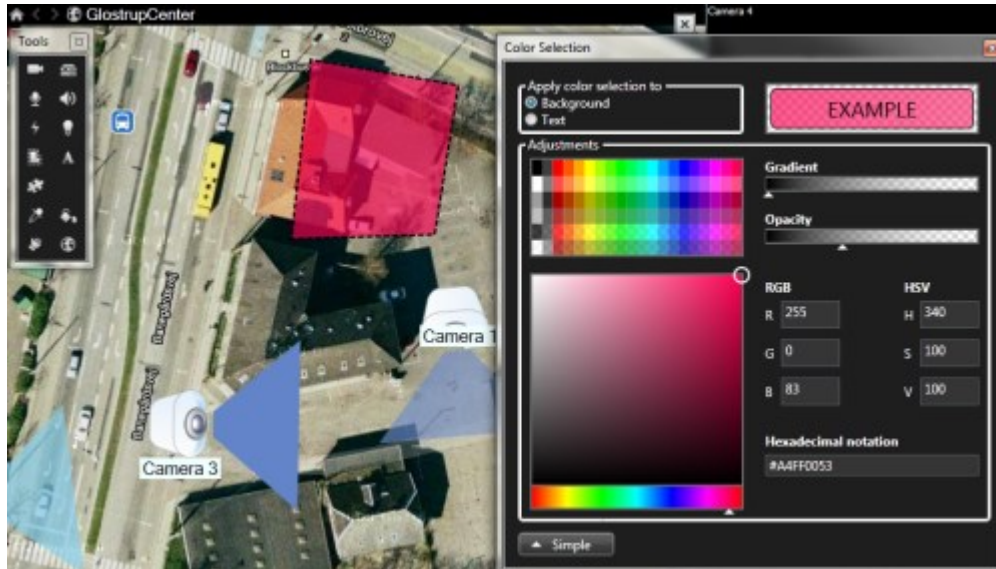 GlostrupCenter
Camera 4
Tools
A
Color Selection
Apply color selection to
Background
Text
EXAMPLE
Adjustments
Gradient
Opacity
RGB
HSV
R 255
H 340
G 0
S 100
B 83
V 100
Hexadecimal notation
#A4FF0053
Simple
Camera 1
Camera 3